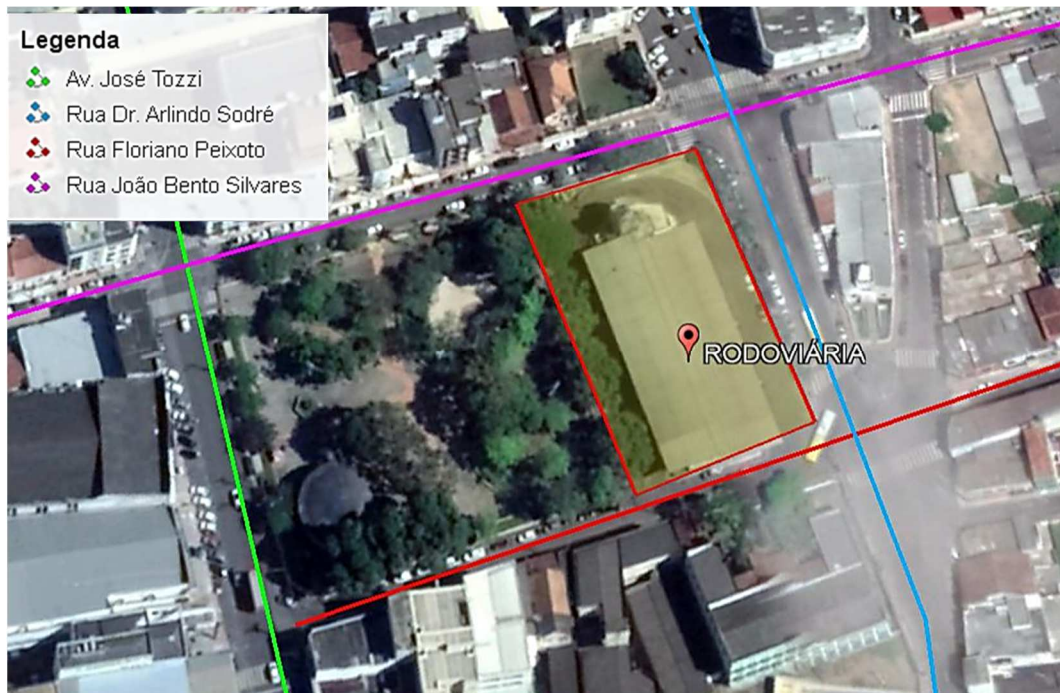 Legenda
Av. José Tozzi
Rua Dr. Arlindo Sodré
Rua Floriano Peixoto
Rua João Bento Silvares
RODOVIÁRIA